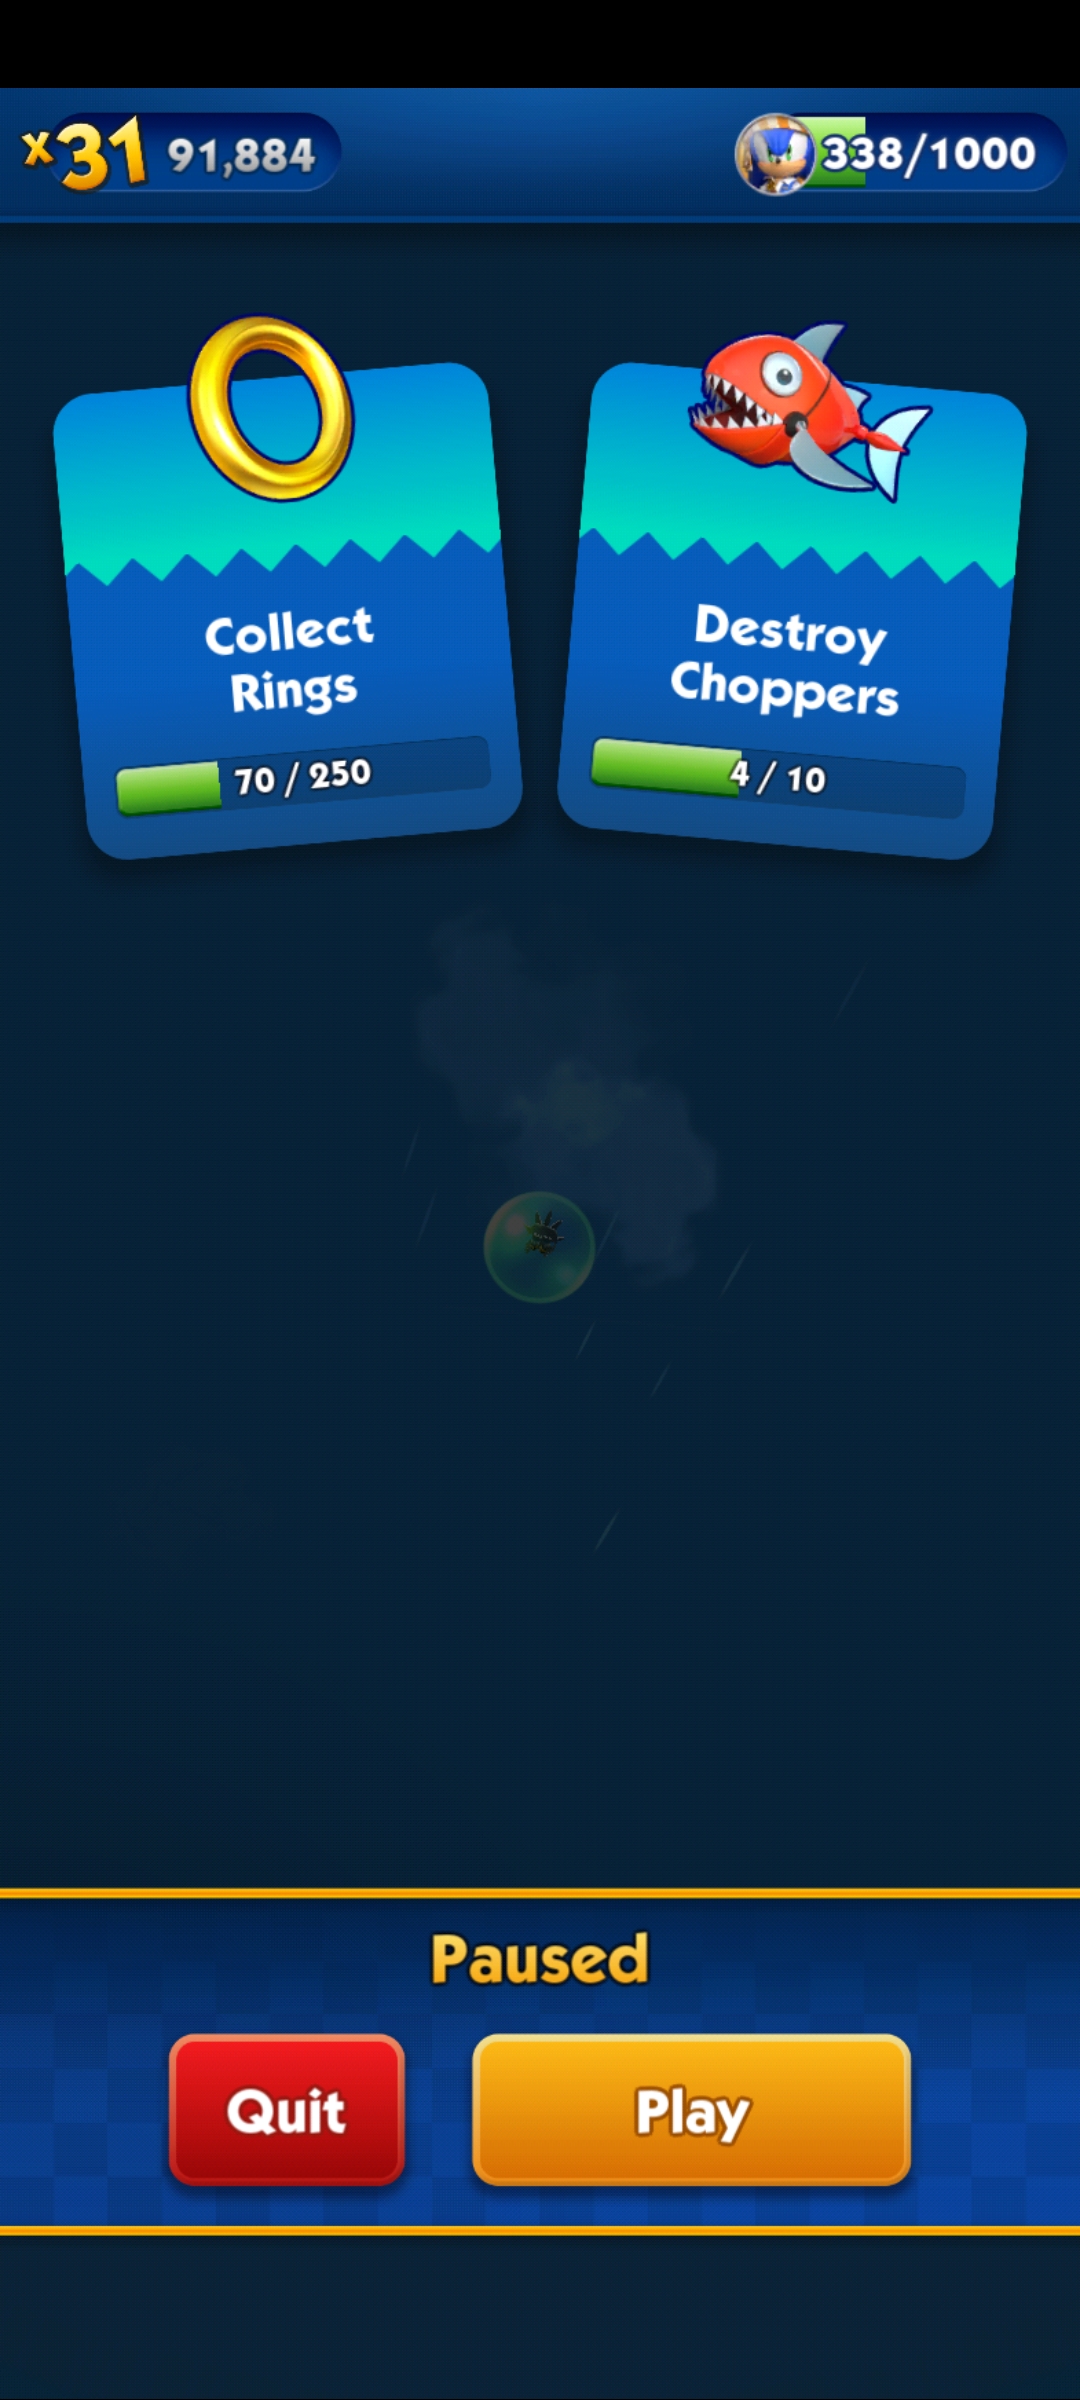 x31 91,884
338/1000
Collect
Rings
70 / 250
Destroy
Choppers
4 / 10
Paused
Quit
Play